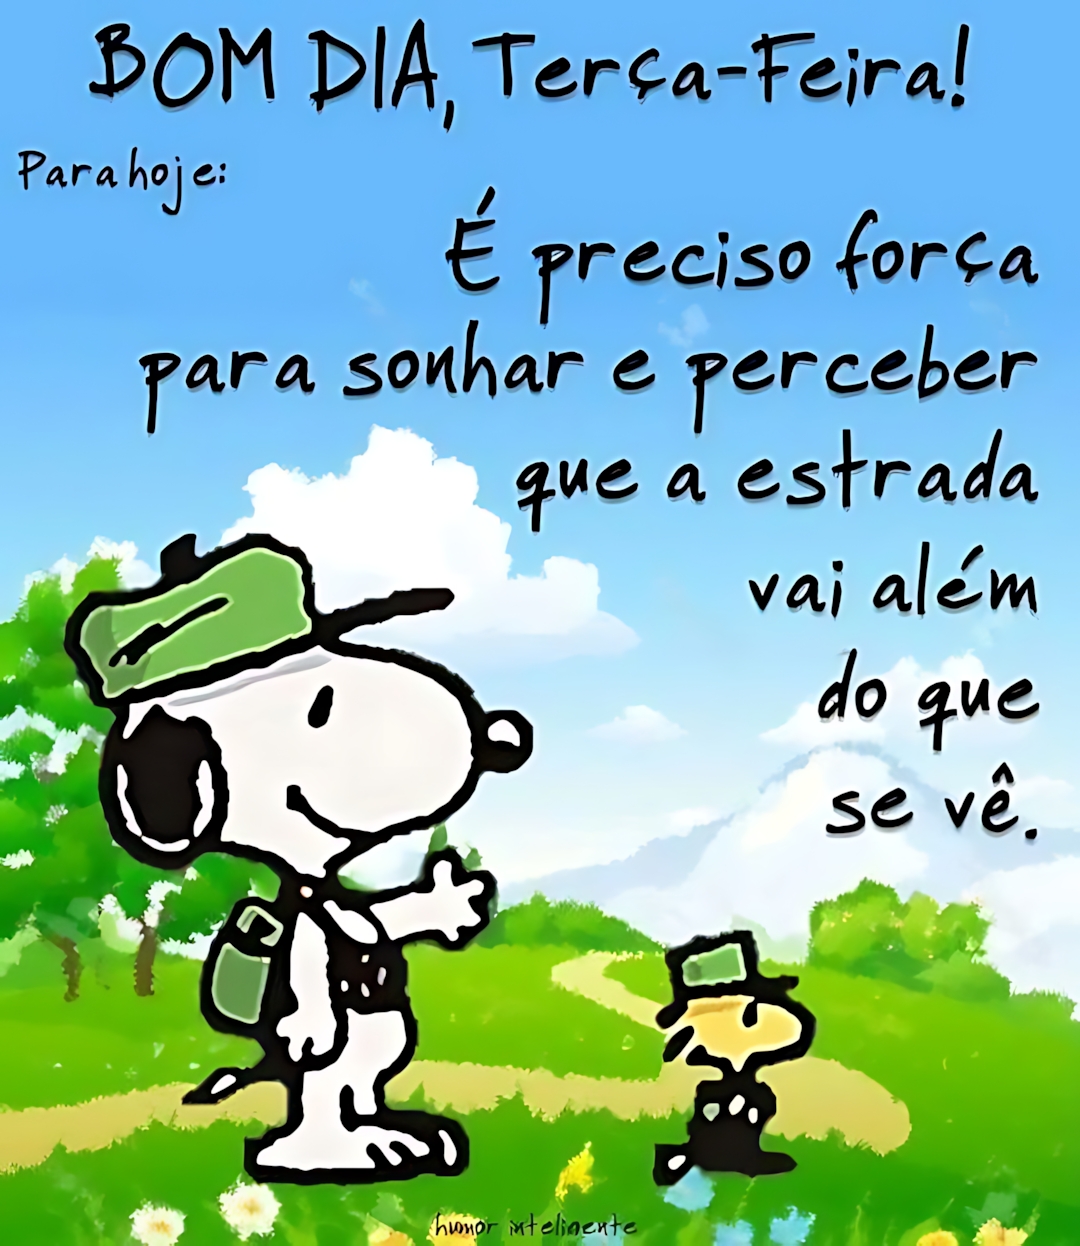 BOM DIA, Terça-Feira!
Para hoje:
É preciso força
para sonhar e perceber
que a estrada
vai além
do que
se vê.
humor inteligente